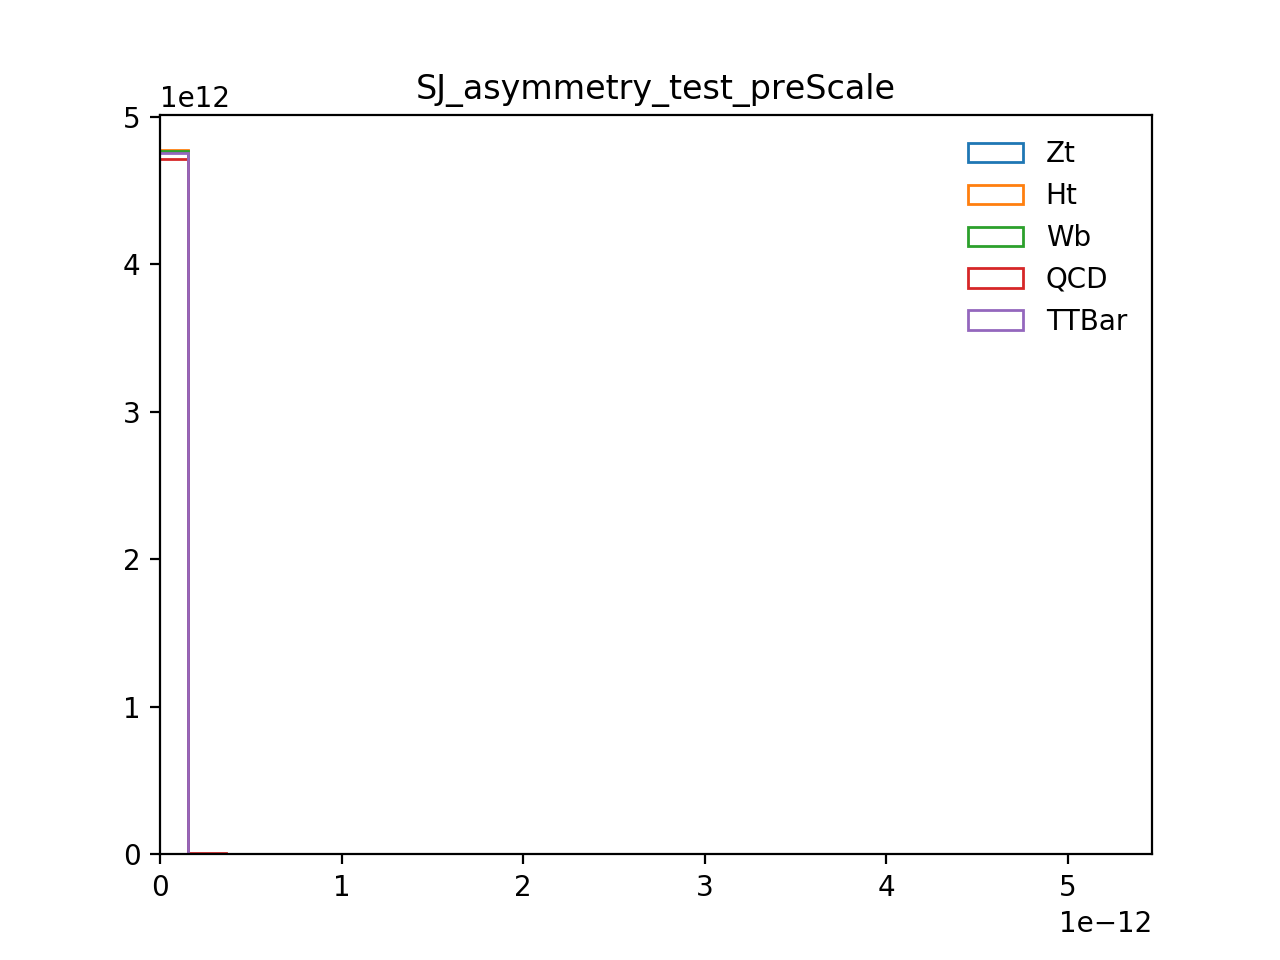 SJ_asymmetry_test_preScale
1e12
5
4
3
2
1
0
Zt
Ht
Wb
QCD
TTBar
0 1 2 3 4 5
1e−12